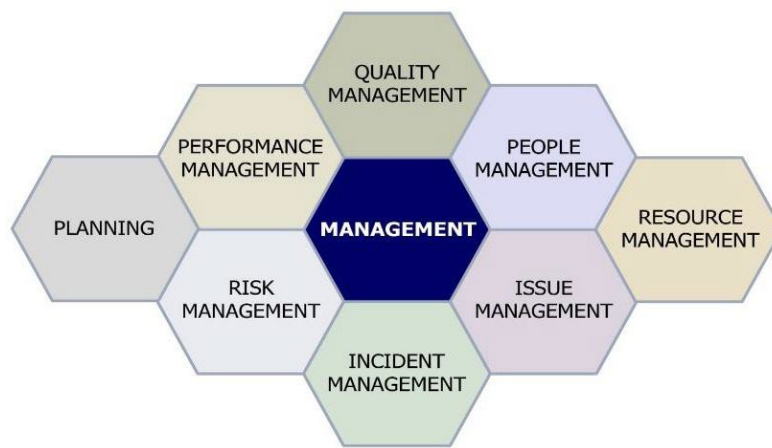 QUALITY
MANAGEMENT
PERFORMANCE
MANAGEMENT
PEOPLE
MANAGEMENT
PLANNING
MANAGEMENT
RESOURCE
MANAGEMENT
RISK
MANAGEMENT
ISSUE
MANAGEMENT
INCIDENT
MANAGEMENT